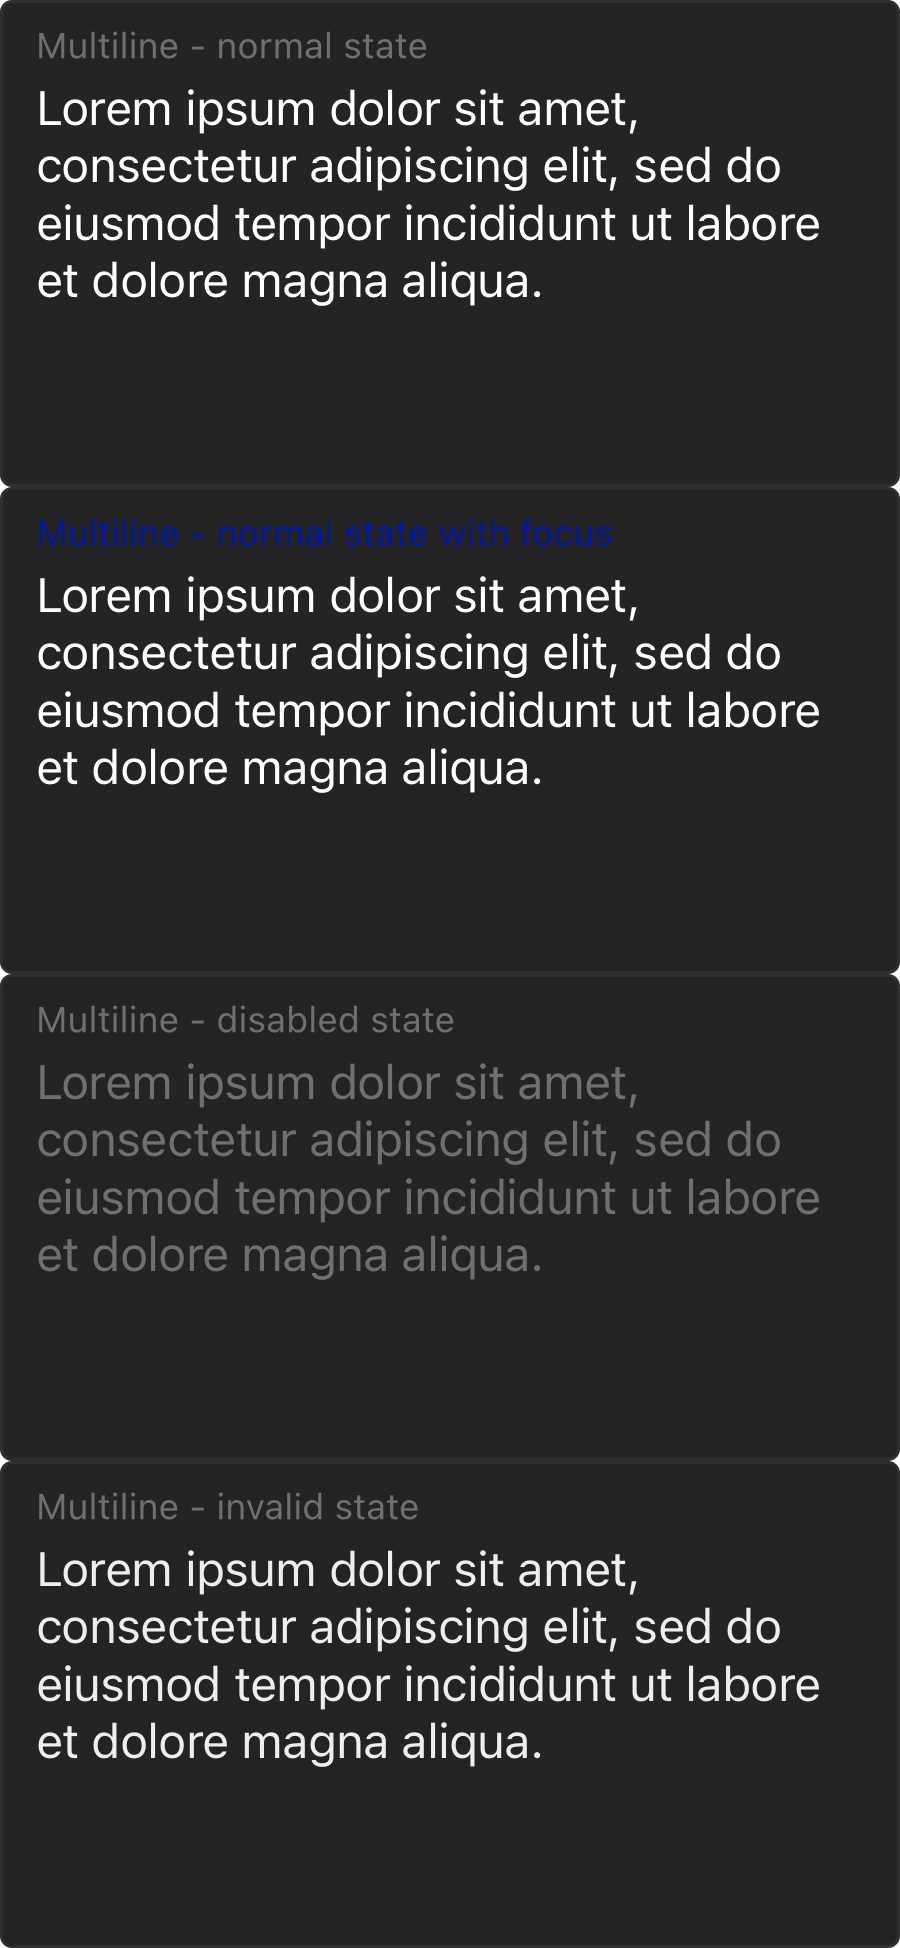 Multiline - normal state
Lorem ipsum dolor sit amet,
consectetur adipiscing elit, sed do
eiusmod tempor incididunt ut labore
et dolore magna aliqua.
Multiline - normal state with focus
Lorem ipsum dolor sit amet,
consectetur adipiscing elit, sed do
eiusmod tempor incididunt ut labore
et dolore magna aliqua.
Multiline - disabled state
Lorem ipsum dolor sit amet,
consectetur adipiscing elit, sed do
eiusmod tempor incididunt ut labore
et dolore magna aliqua.
Multiline - invalid state
Lorem ipsum dolor sit amet,
consectetur adipiscing elit, sed do
eiusmod tempor incididunt ut labore
et dolore magna aliqua.